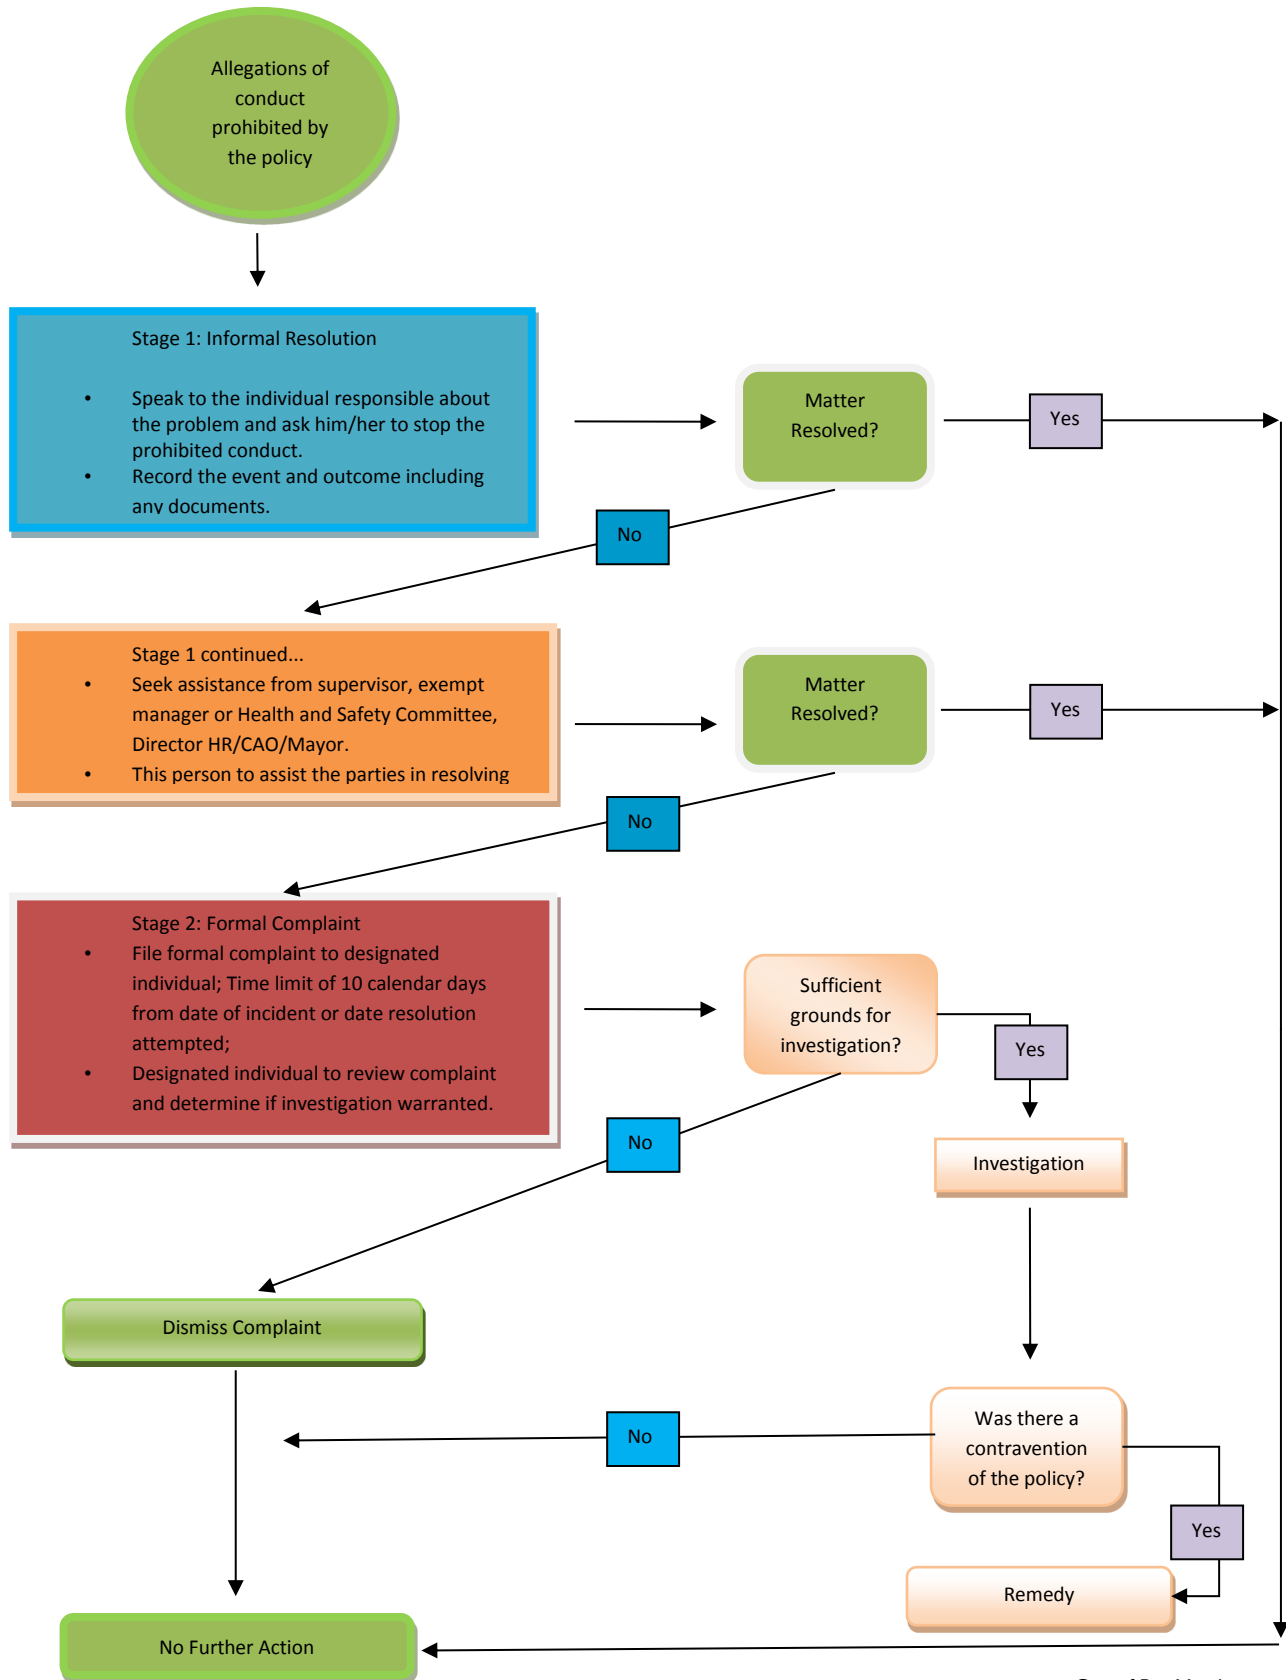 Allegations of
conduct
prohibited by
the policy
Stage 1: Informal Resolution
• Speak to the individual responsible about
the problem and ask him/her to stop the
prohibited conduct.
• Record the event and outcome including
any documents.
Matter
Resolved?
Yes
No
Stage 1 continued...
• Seek assistance from supervisor, exempt
manager or Health and Safety Committee,
Director HR/CAO/Mayor.
• This person to assist the parties in resolving
Matter
Resolved?
Yes
No
Stage 2: Formal Complaint
• File formal complaint to designated
individual; Time limit of 10 calendar days
from date of incident or date resolution
attempted;
• Designated individual to review complaint
and determine if investigation warranted.
Sufficient
grounds for
investigation?
Yes
No
Investigation
Dismiss Complaint
Was there a
contravention
of the policy?
No
Yes
Remedy
No Further Action